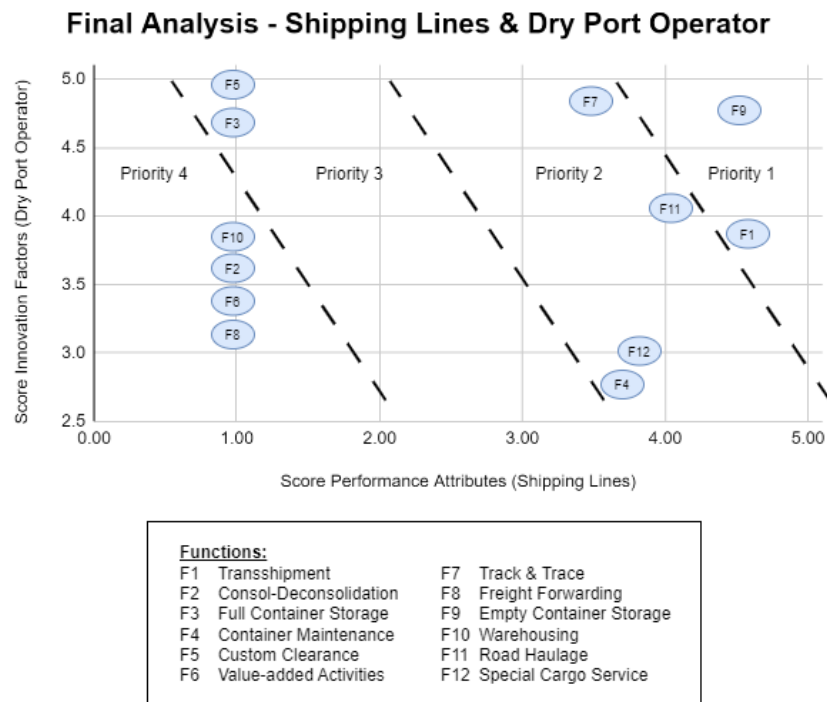 Final Analysis - Shipping Lines & Dry Port Operator
Score Innovation Factors (Dry Port Operator)
5.0
4.5
4.0
3.5
3.0
2.5
F5
F3
F7
F9
Priority 4
Priority 3
Priority 2
Priority 1
F11
F10
F1
F2
F6
F8
F12
F4
0.00
1.00
2.00
3.00
4.00
5.00
Score Performance Attributes (Shipping Lines)
Functions:
F1 Transshipment
F2 Consol-Deconsolidation
F3 Full Container Storage
F4 Container Maintenance
F5 Custom Clearance
F6 Value-added Activities
F7 Track & Trace
F8 Freight Forwarding
F9 Empty Container Storage
F10 Warehousing
F11 Road Haulage
F12 Special Cargo Service